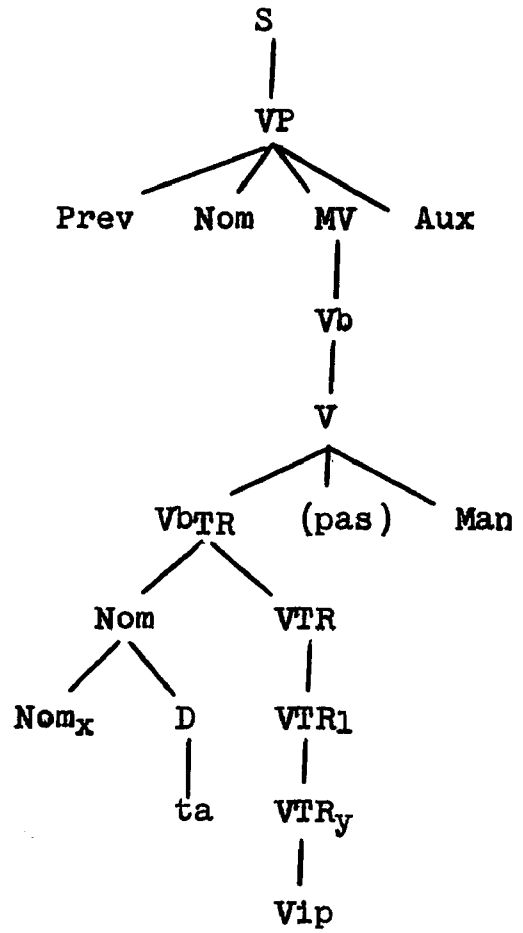 S
VP
Prev Nom MV Aux
Vb
V
VbTR (pas) Man
Nom VTR
Nomx D VTR1
ta VTRy
Vip